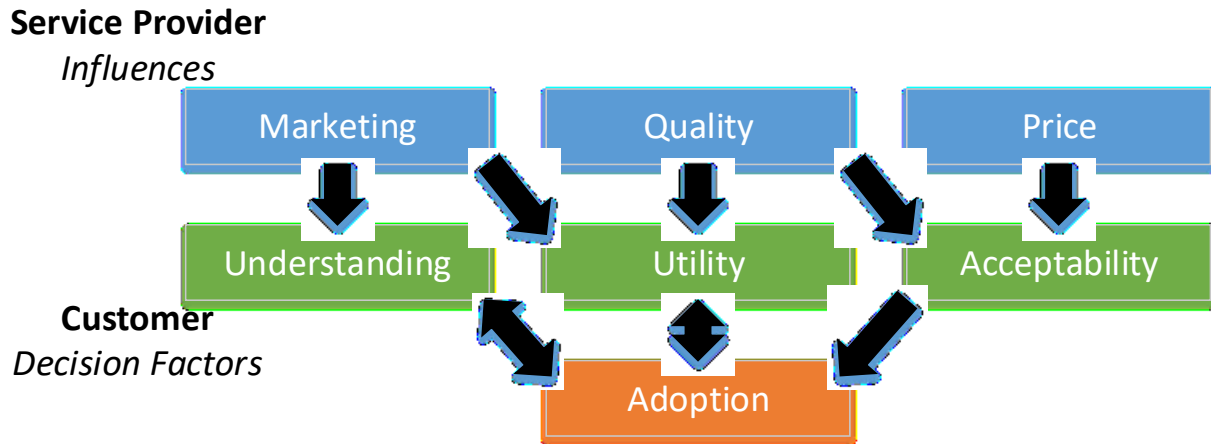 Service Provider
Influences
Marketing
Quality
Price
Understanding
Utility
Acceptability
Customer
Decision Factors
Adoption